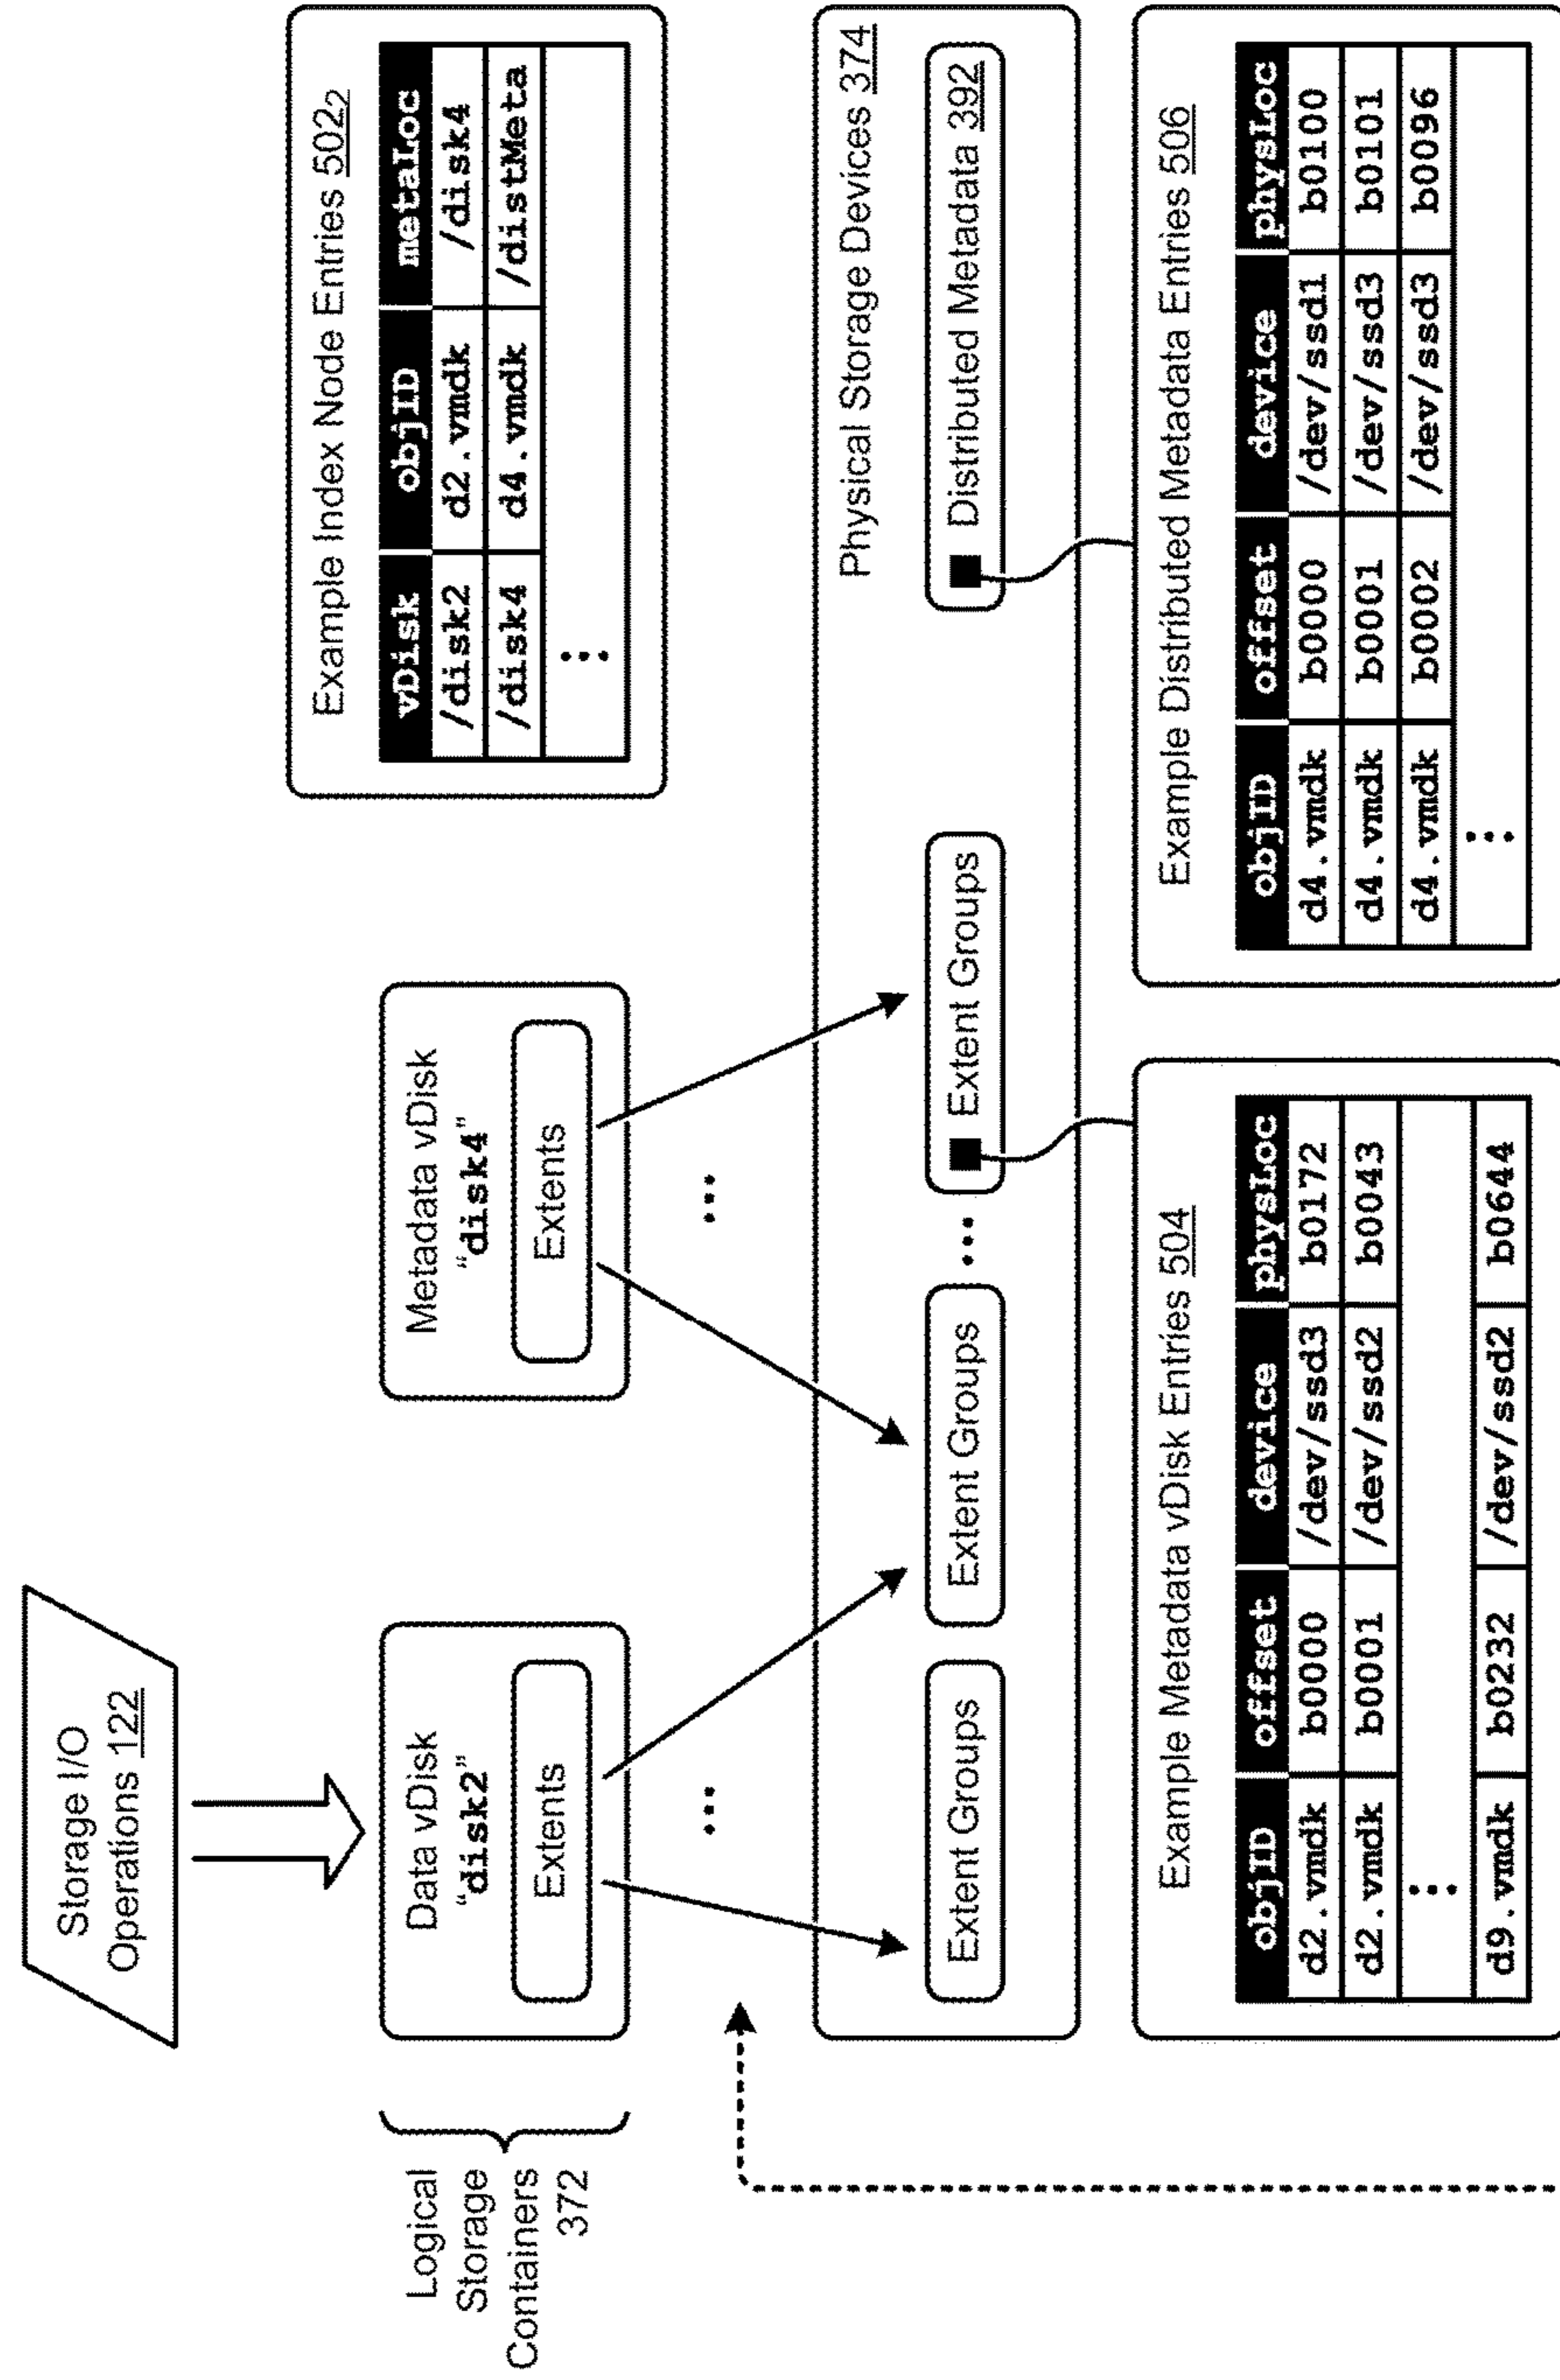 Storage I/O
Operations 122
Logical
Storage
Containers
372
Data vDisk
“disk2”
Extents
...
Metadata vDisk
“disk4”
Extents
...
Example Index Node Entries 502₂
vDisk objID metaLoc
/disk2 d2.vmdk /disk4
/disk4 d4.vmdk /distMeta
⋮
Physical Storage Devices 374
Extent Groups
Extent Groups
...
Extent Groups
Distributed Metadata 392
Example Metadata vDisk Entries 504
objID offset device physLoc
d2.vmdk b0000 /dev/ssd3 b0172
d2.vmdk b0001 /dev/ssd2 b0043
⋮
d9.vmdk b0232 /dev/ssd2 b0644
Example Distributed Metadata Entries 506
objID offset device physLoc
d4.vmdk b0000 /dev/ssd1 b0100
d4.vmdk b0001 /dev/ssd3 b0101
d4.vmdk b0002 /dev/ssd3 b0096
⋮